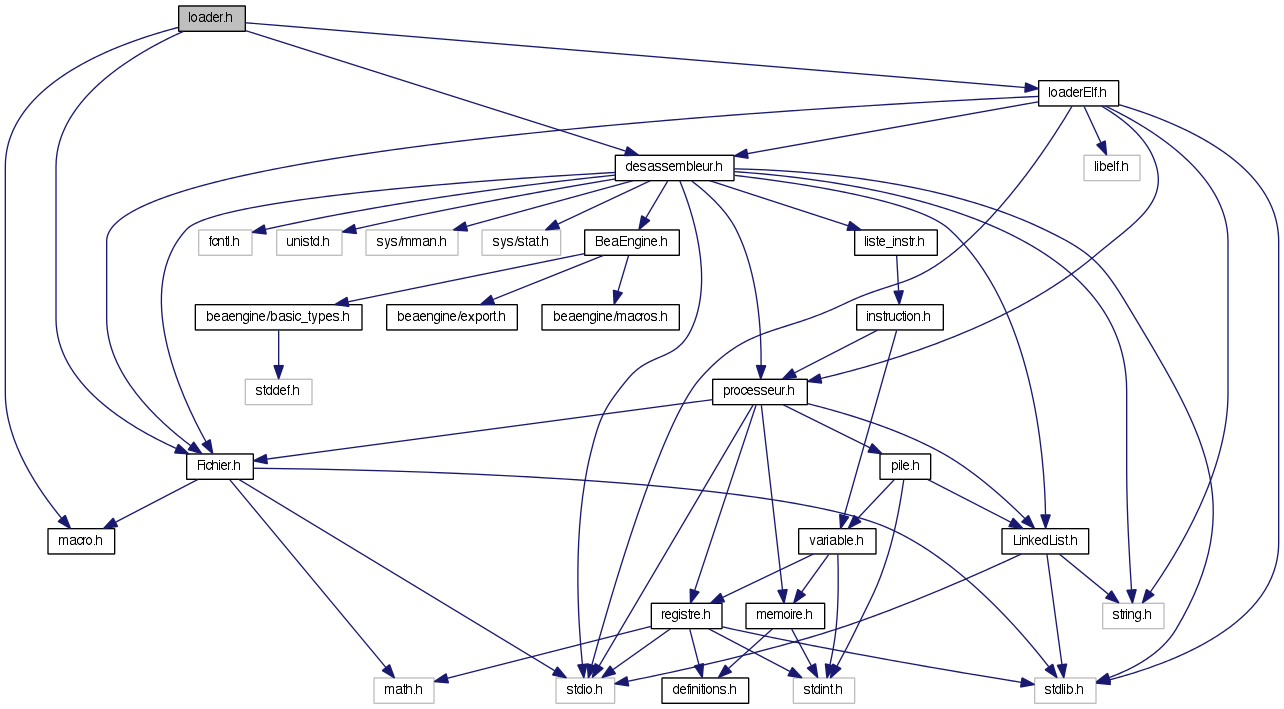 loader.h
loaderElf.h
desassembleur.h
libelf.h
fcntl.h
unistd.h
sys/mman.h
sys/stat.h
BeaEngine.h
liste_instr.h
beaengine/basic_types.h
beaengine/export.h
beaengine/macros.h
instruction.h
stddef.h
processeur.h
Fichier.h
pile.h
macro.h
variable.h
LinkedList.h
registre.h
memoire.h
string.h
math.h
stdio.h
definitions.h
stdint.h
stdlib.h